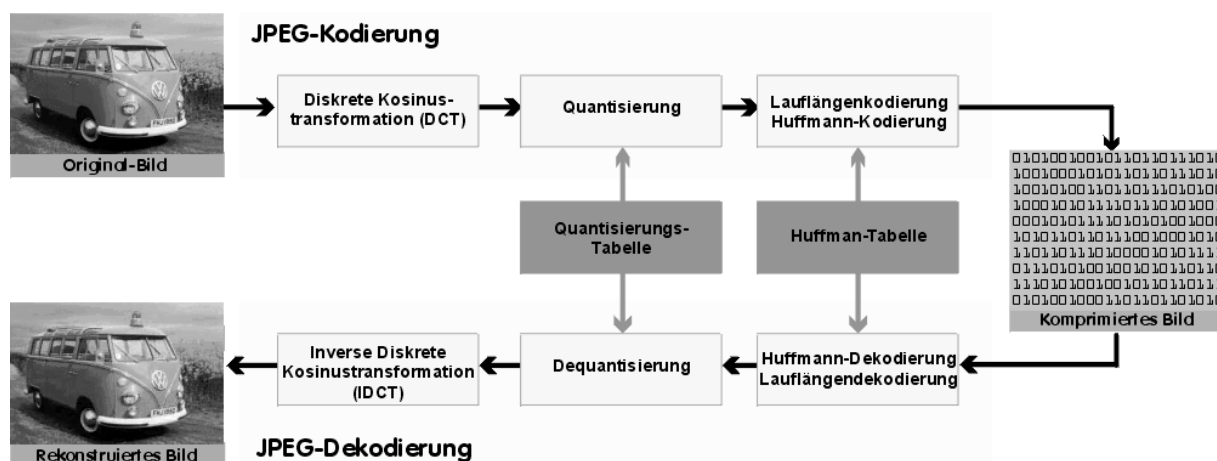 JPEG-Kodierung
Original-Bild
Diskrete Kosinus-
transformation (DCT)
Quantisierung
Lauflängenkodierung
Huffmann-Kodierung
Quantisierungs-
Tabelle
Huffman-Tabelle
Komprimiertes Bild
Rekonstruiertes Bild
Inverse Diskrete
Kosinustransformation
(IDCT)
Dequantisierung
Huffmann-Dekodierung
Lauflängendekodierung
JPEG-Dekodierung